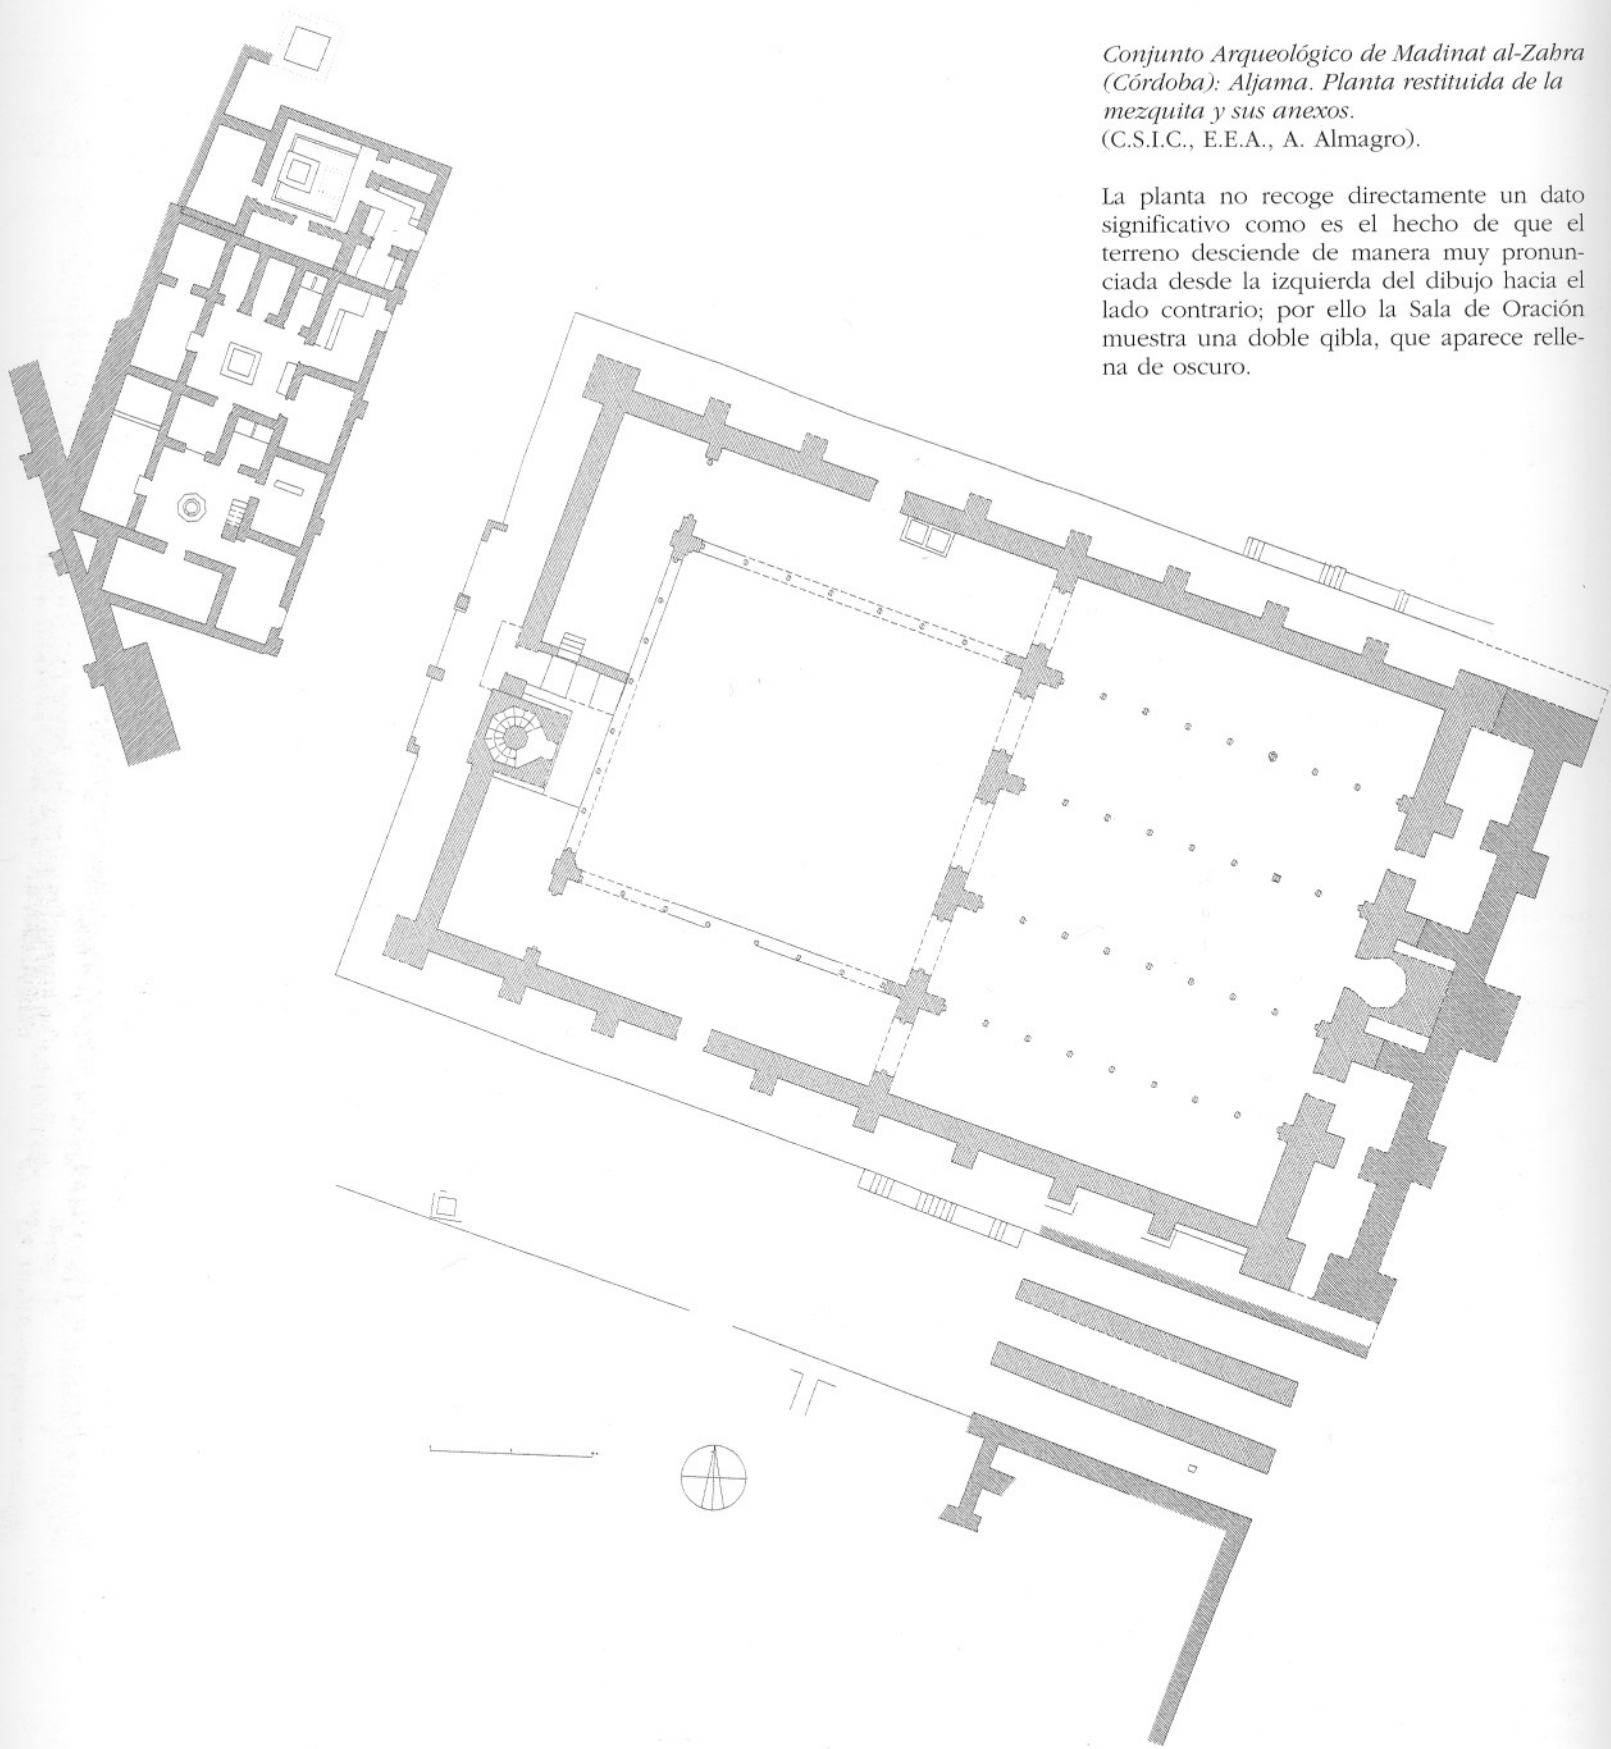 Conjunto Arqueológico de Madinat al-Zahra
(Córdoba): Aljama. Planta restituida de la
mezquita y sus anexos.
(C.S.I.C., E.E.A., A. Almagro).
La planta no recoge directamente un dato
significativo como es el hecho de que el
terreno desciende de manera muy pronun-
ciada desde la izquierda del dibujo hacia el
lado contrario; por ello la Sala de Oración
muestra una doble qibla, que aparece relle-
na de oscuro.